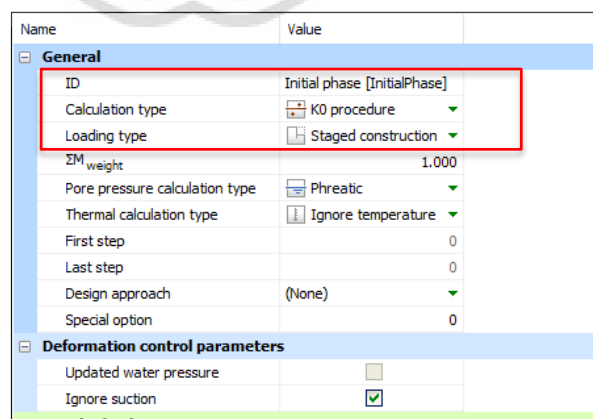 Name Value
General
ID Initial phase [InitialPhase]
Calculation type K0 procedure
Loading type Staged construction
ΣM weight 1.000
Pore pressure calculation type Phreatic
Thermal calculation type Ignore temperature
First step 0
Last step 0
Design approach (None)
Special option 0
Deformation control parameters
Updated water pressure
Ignore suction